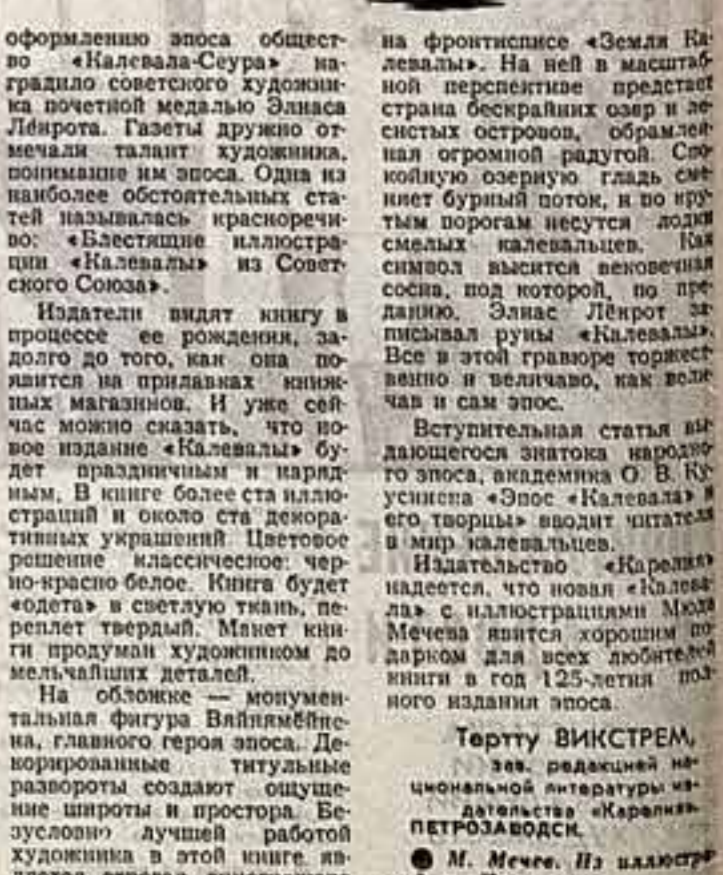 оформлению эпоса общест-
во «Калевала-Сеура» на-
градило советского художни-
ка почетной медалью Элиаса
Лёнрота. Газеты дружно от-
мечали талант художника,
понимание им эпоса. Одна из
наиболее обстоятельных ста-
тей называлась красноречи-
во: «Блестящие иллюстра-
ции «Калевалы» из Совет-
ского Союза».
Издатели видят книгу в
процессе ее рождения, за-
долго до того, как она по-
явится на прилавках книж-
ных магазинов. И уже сей-
час можно сказать, что но-
вое издание «Калевалы» бу-
дет праздничным и наряд-
ным. В книге более ста иллю-
страций и около ста декора-
тивных украшений. Цветовое
решение классическое: чер-
но-красно-белое. Книга будет
«одета» в светлую ткань, пе-
реплет твердый. Макет кни-
ги продуман художником до
мельчайших деталей.
На обложке — монумен-
тальная фигура Вяйнямёйне-
на, главного героя эпоса. Де-
корированные титульные
развороты создают ощуще-
ние широты и простора. Бе-
зусловно лучшей работой
художника в этой книге яв-
на фронтисписе «Земля Ка-
левалы». На ней в масштаб-
ной перспективе предстает
страна бескрайних озер и ле-
систых островов, обрамлен-
ная огромной радугой. Спо-
койную озерную гладь сме-
няет бурный поток, и по кру-
тым порогам несутся лодки
смелых калевальцев. Как
символ высится вековечная
сосна, под которой, по пре-
данию, Элиас Лёнрот за-
писывал руны «Калевалы».
Все в этой гравюре торжест-
венно и величаво, как вели-
чав и сам эпос.
Вступительная статья вы-
дающегося знатока народно-
го эпоса, академика О. В. Ку-
усинена «Эпос «Калевала» и
его творцы» вводит читателя
в мир калевальцев.
Издательство «Карелия»
надеется, что новая «Калева-
ла» с иллюстрациями Мюда
Мечева явится хорошим по-
дарком для всех любителей
книги в год 125-летия пол-
ного издания эпоса.
Тертту ВИКСТРЕМ,
зав. редакцией на-
циональной литературы из-
дательства «Карелия».
ПЕТРОЗАВОДСК.
● М. Мечев. Из иллюстра-